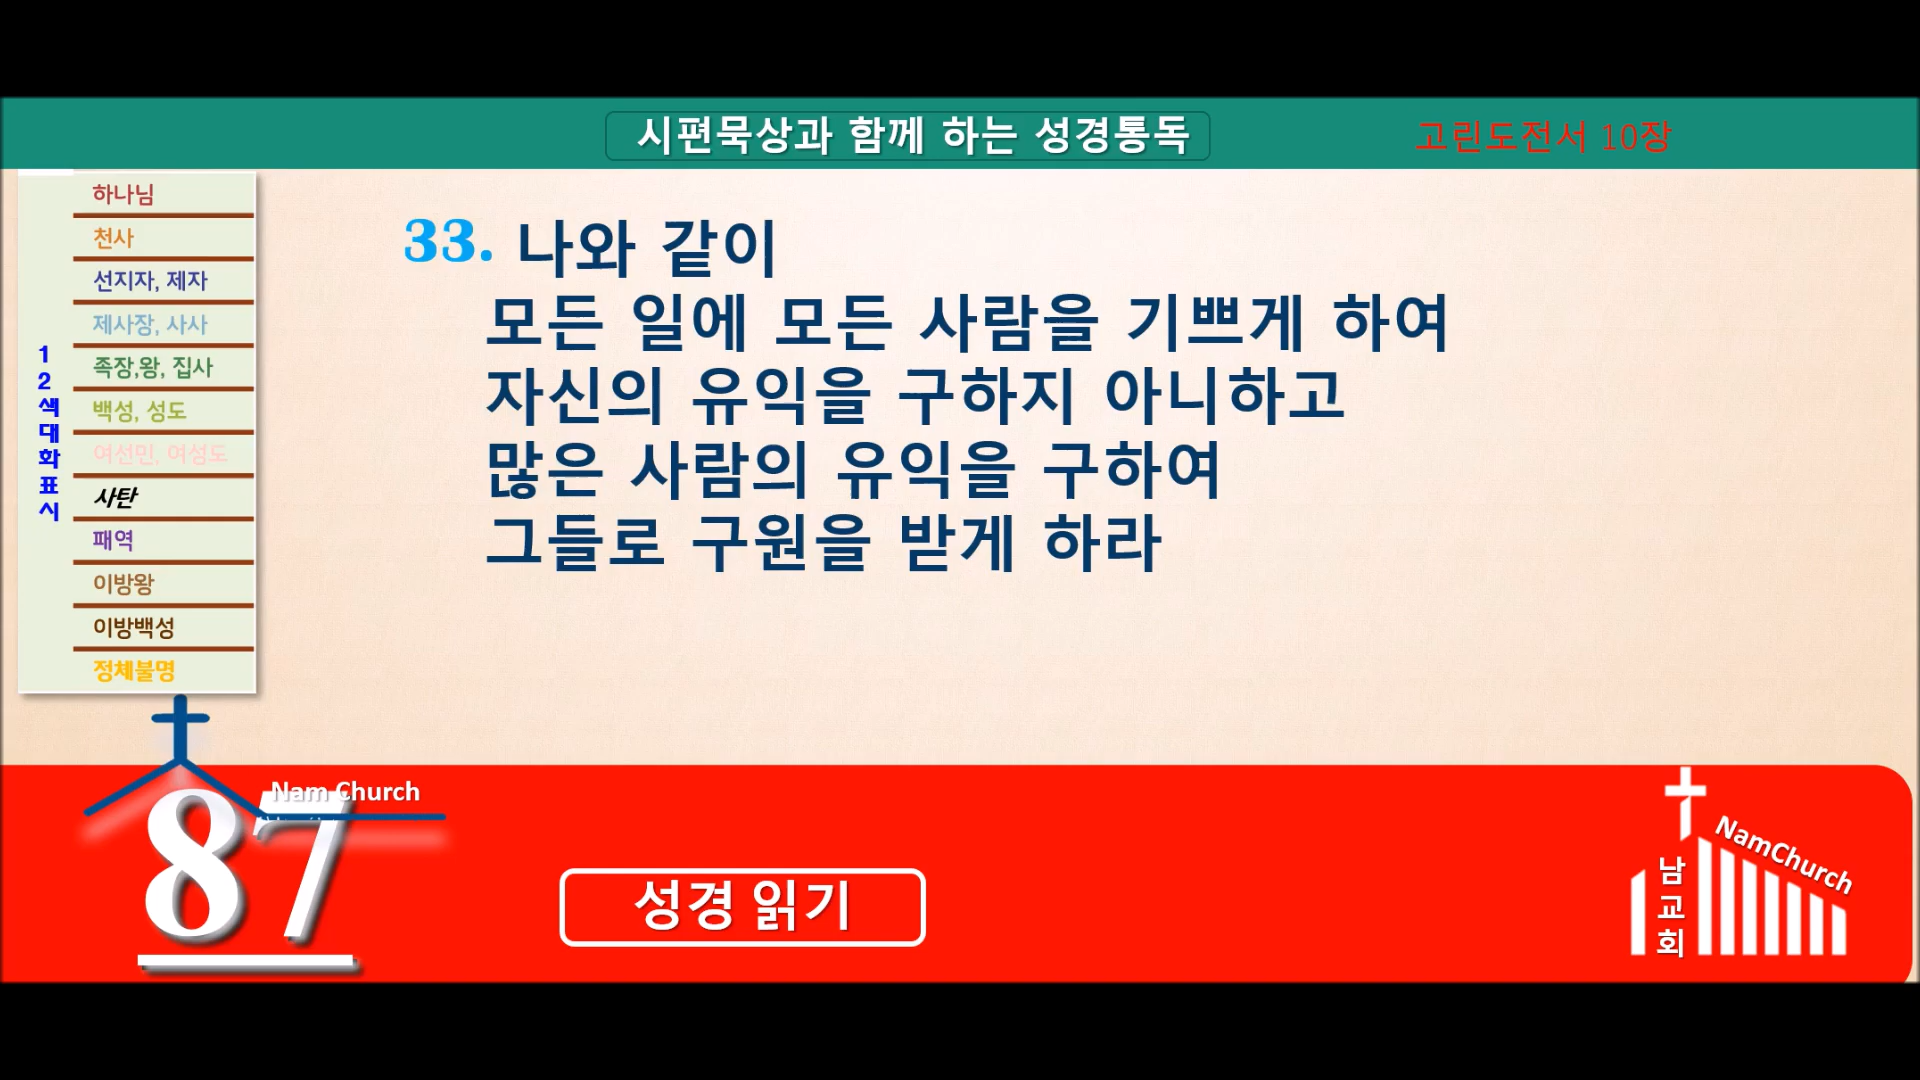 시편묵상과 함께 하는 성경통독
고린도전서 10장
12색대화표시
하나님
천사
선지자, 제자
제사장, 사사
족장,왕, 집사
백성, 성도
여선민, 여성도
사탄
패역
이방왕
이방백성
정체불명
33. 나와 같이
모든 일에 모든 사람을 기쁘게 하여
자신의 유익을 구하지 아니하고
많은 사람의 유익을 구하여
그들로 구원을 받게 하라
Nam Church
87
성경 읽기
NamChurch
남교회